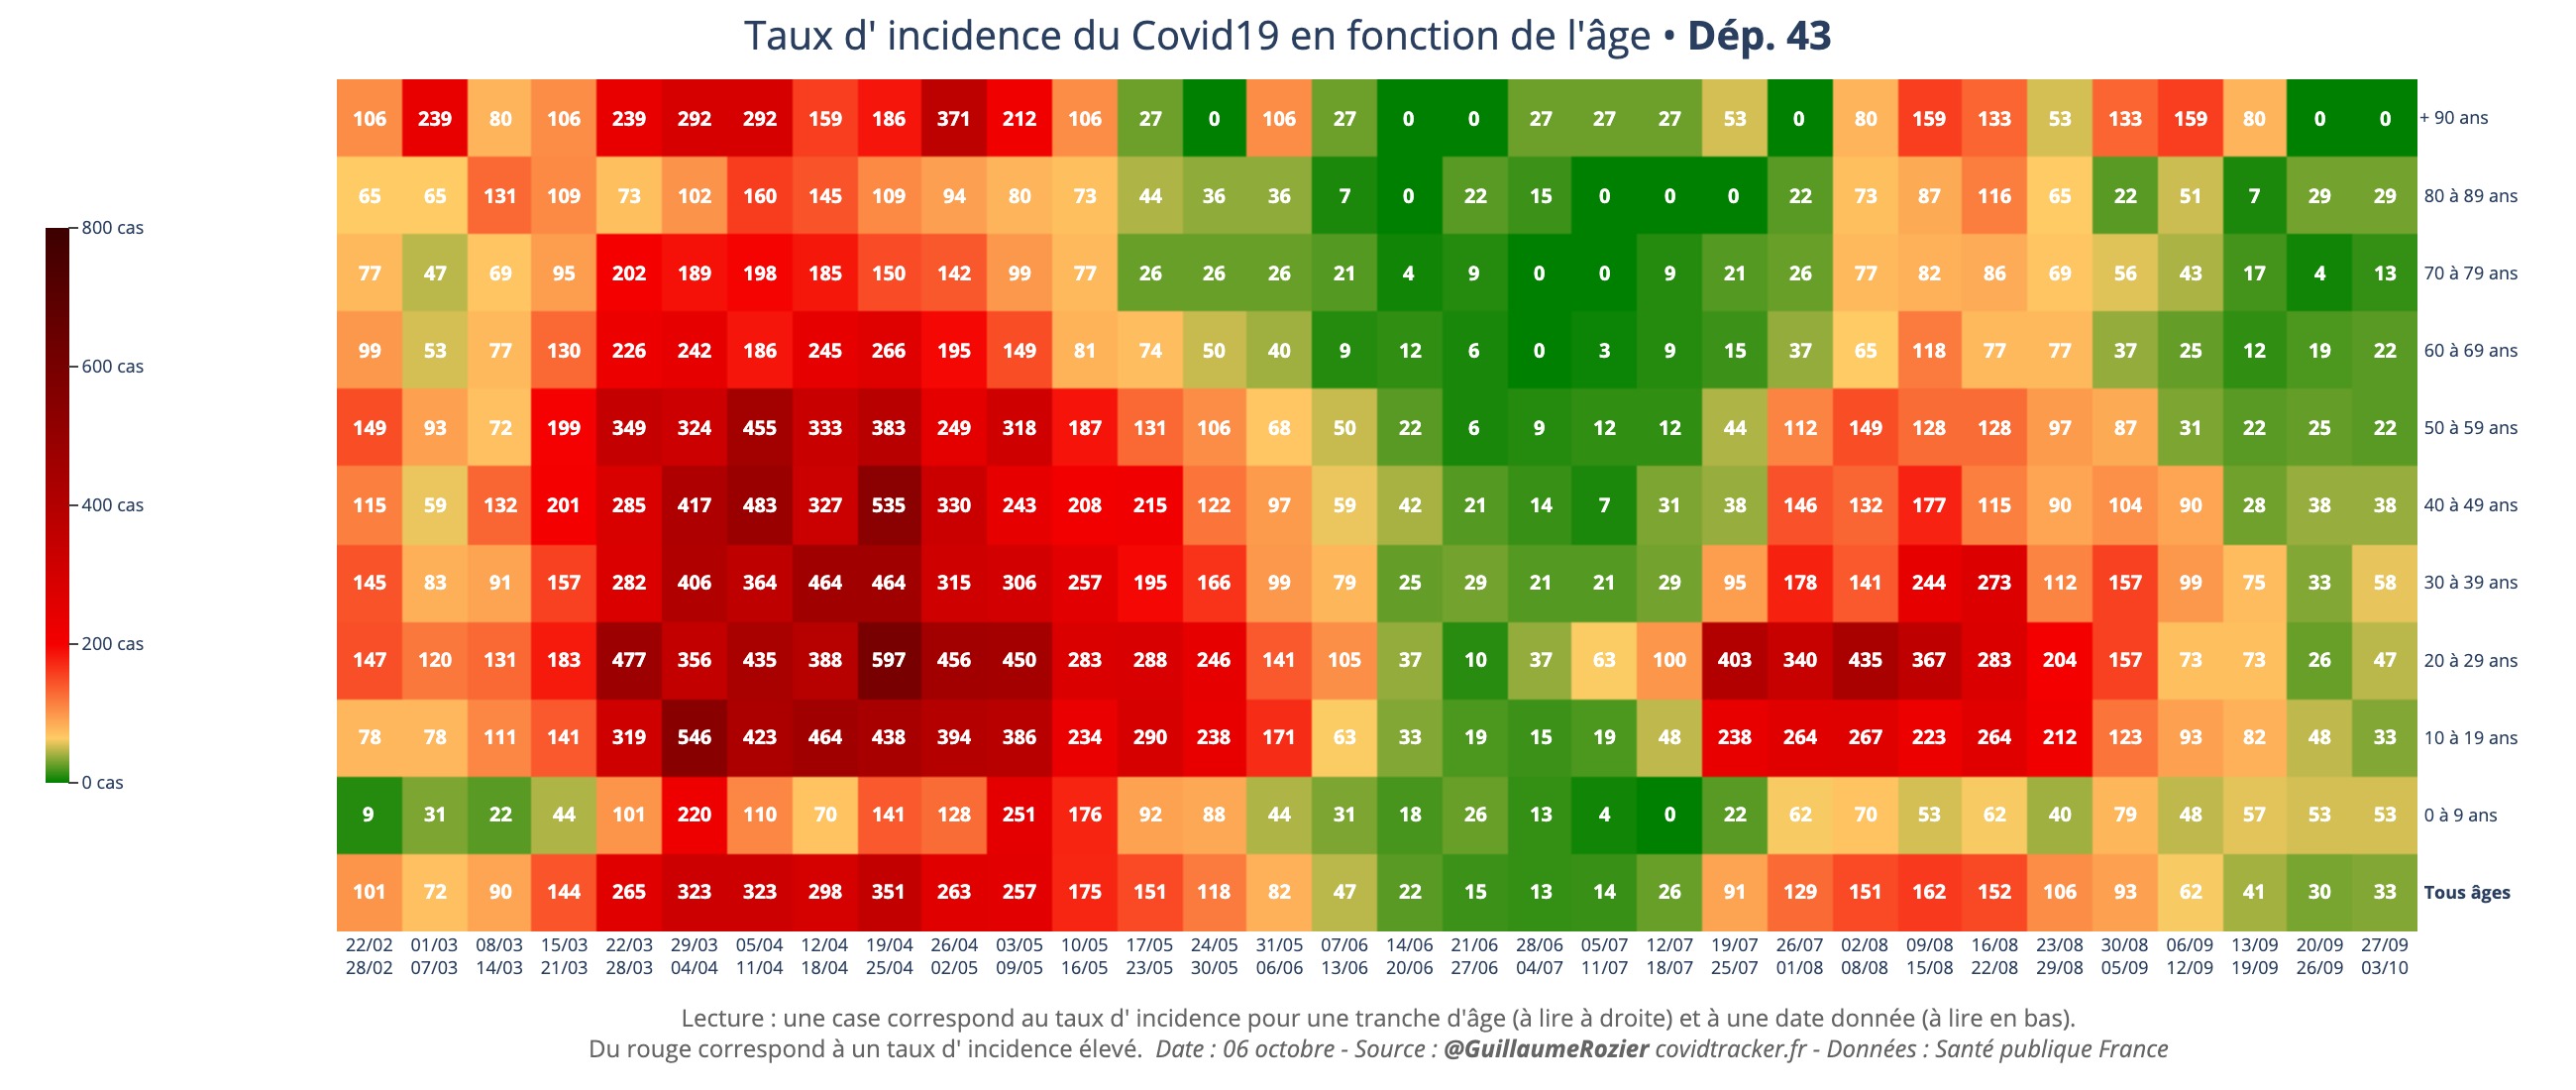 Taux d' incidence du Covid19 en fonction de l'âge • Dép. 43
106 239 80 106 239 292 292 159 186 371 212 106 27 0 106 27 0 0 27 27 27 53 0 80 159 133 53 133 159 80 0 0 + 90 ans
65 65 131 109 73 102 160 145 109 94 80 73 44 36 36 7 0 22 15 0 0 0 22 73 87 116 65 22 51 7 29 29 80 à 89 ans
77 47 69 95 202 189 198 185 150 142 99 77 26 26 26 21 4 9 0 0 9 21 26 77 82 86 69 56 43 17 4 13 70 à 79 ans
99 53 77 130 226 242 186 245 266 195 149 81 74 50 40 9 12 6 0 3 9 15 37 65 118 77 77 37 25 12 19 22 60 à 69 ans
149 93 72 199 349 324 455 333 383 249 318 187 131 106 68 50 22 6 9 12 12 44 112 149 128 128 97 87 31 22 25 22 50 à 59 ans
115 59 132 201 285 417 483 327 535 330 243 208 215 122 97 59 42 21 14 7 31 38 146 132 177 115 90 104 90 28 38 38 40 à 49 ans
145 83 91 157 282 406 364 464 464 315 306 257 195 166 99 79 25 29 21 21 29 95 178 141 244 273 112 157 99 75 33 58 30 à 39 ans
147 120 131 183 477 356 435 388 597 456 450 283 288 246 141 105 37 10 37 63 100 403 340 435 367 283 204 157 73 73 26 47 20 à 29 ans
78 78 111 141 319 546 423 464 438 394 386 234 290 238 171 63 33 19 15 19 48 238 264 267 223 264 212 123 93 82 48 33 10 à 19 ans
9 31 22 44 101 220 110 70 141 128 251 176 92 88 44 31 18 26 13 4 0 22 62 70 53 62 40 79 48 57 53 53 0 à 9 ans
101 72 90 144 265 323 323 298 351 263 257 175 151 118 82 47 22 15 13 14 26 91 129 151 162 152 106 93 62 41 30 33 Tous âges
22/02 01/03 08/03 15/03 22/03 29/03 05/04 12/04 19/04 26/04 03/05 10/05 17/05 24/05 31/05 07/06 14/06 21/06 28/06 05/07 12/07 19/07 26/07 02/08 09/08 16/08 23/08 30/08 06/09 13/09 20/09 27/09
28/02 07/03 14/03 21/03 28/03 04/04 11/04 18/04 25/04 02/05 09/05 16/05 23/05 30/05 06/06 13/06 20/06 27/06 04/07 11/07 18/07 25/07 01/08 08/08 15/08 22/08 29/08 05/09 12/09 19/09 26/09 03/10
800 cas
600 cas
400 cas
200 cas
0 cas
Lecture : une case correspond au taux d' incidence pour une tranche d'âge (à lire à droite) et à une date donnée (à lire en bas).
Du rouge correspond à un taux d' incidence élevé. Date : 06 octobre - Source : @GuillaumeRozier covidtracker.fr - Données : Santé publique France